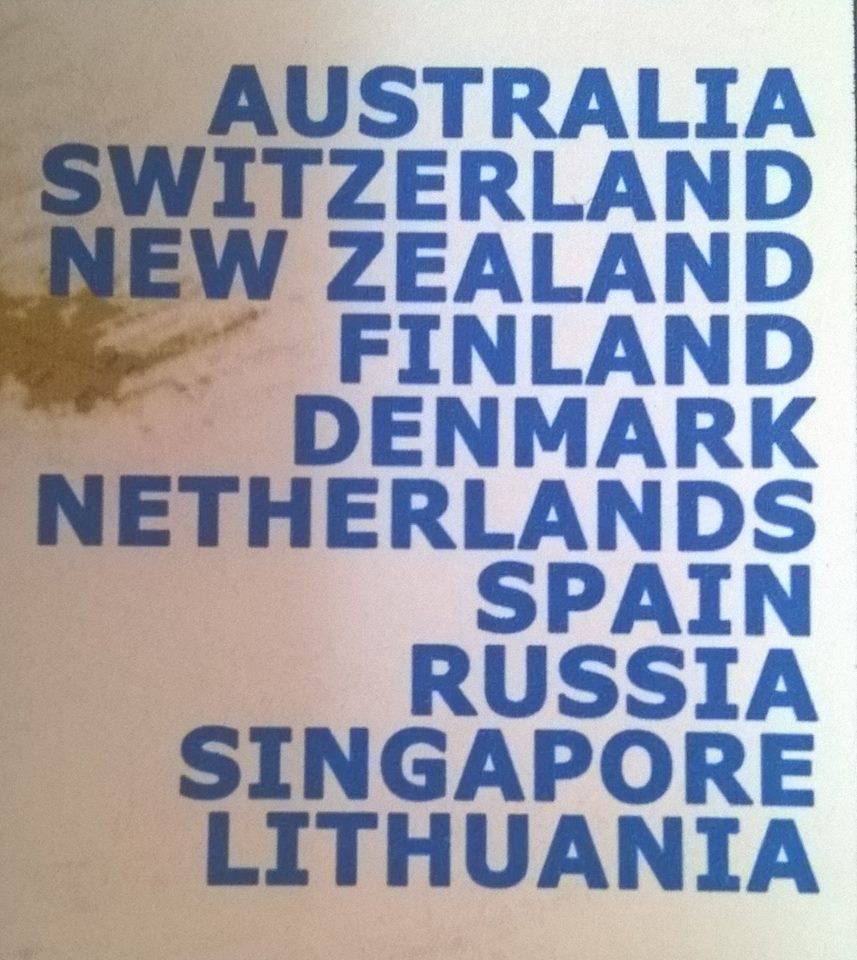 AUSTRALIA
SWITZERLAND
NEW ZEALAND
FINLAND
DENMARK
NETHERLANDS
SPAIN
RUSSIA
SINGAPORE
LITHUANIA